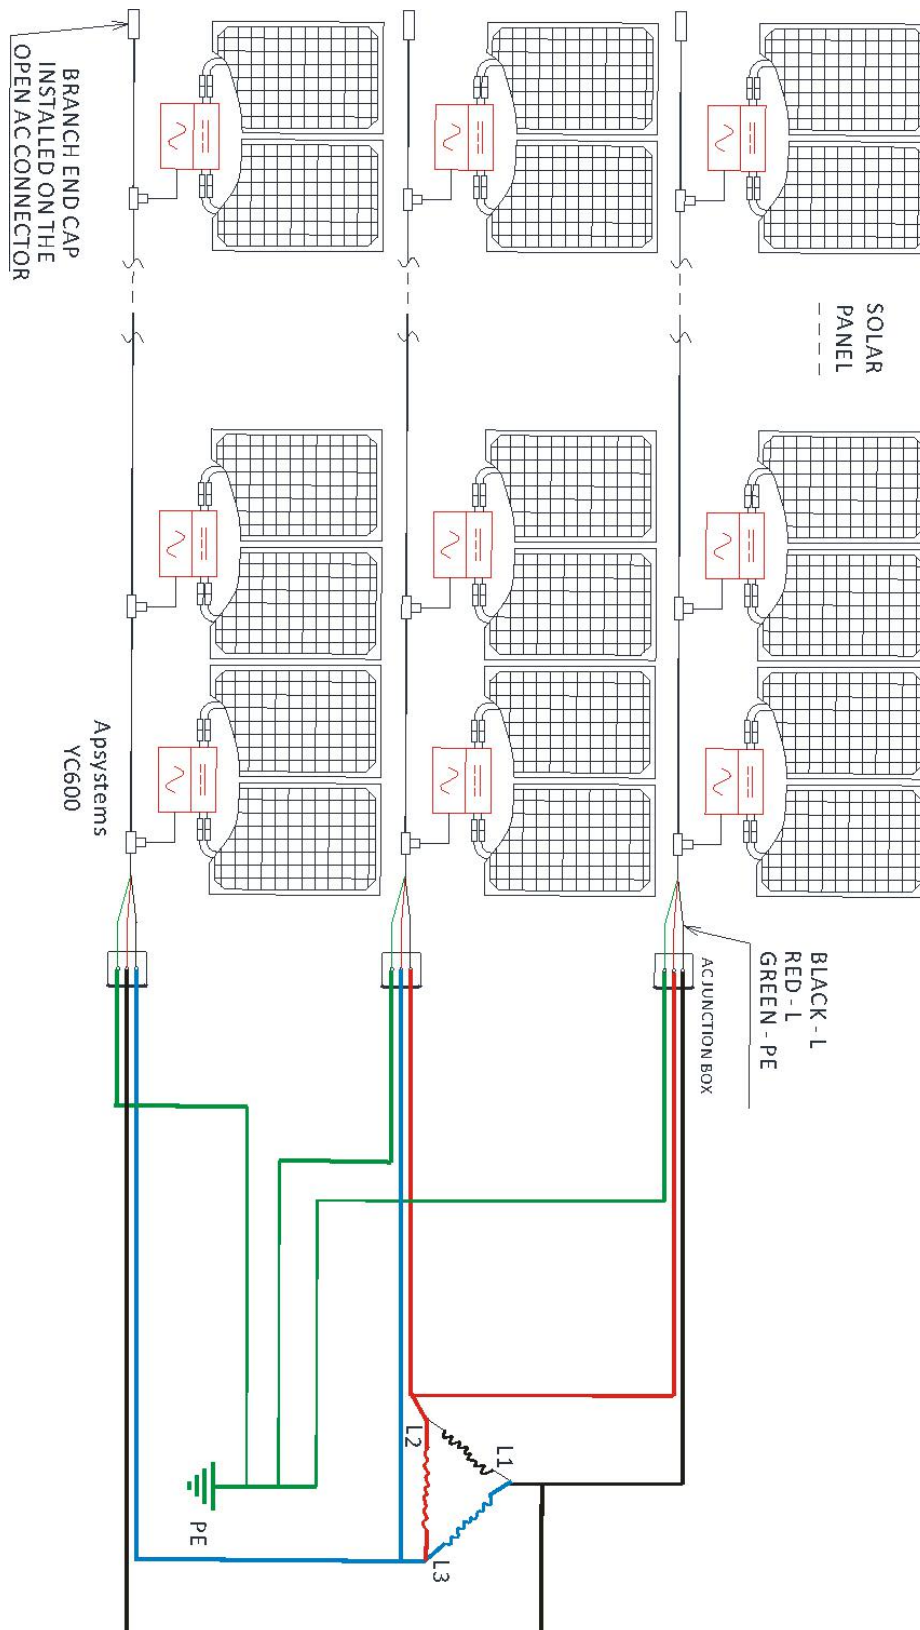 BRANCH END CAP
INSTALLED ON THE
OPEN AC CONNECTOR
SOLAR
PANEL
Apsystems
YC600
BLACK - L
RED - L
GREEN - PE
AC JUNCTION BOX
L1
L2
L3
PE